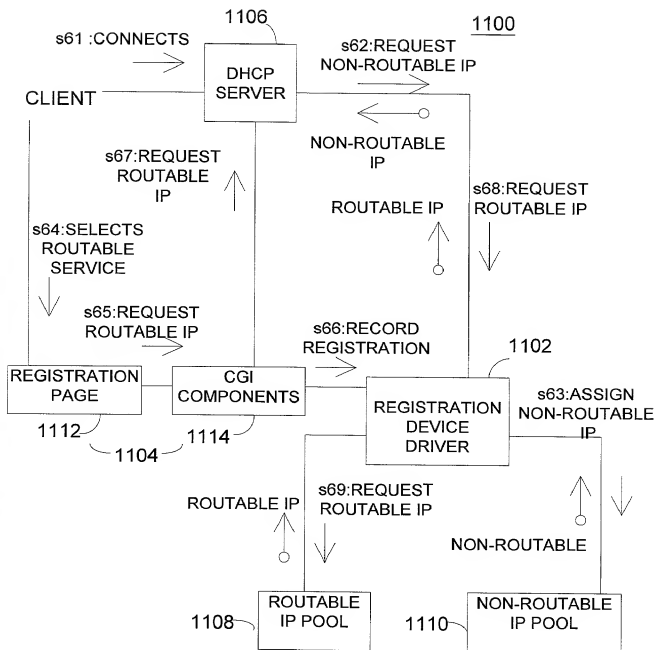 1106
1100
s61 :CONNECTS
s62:REQUEST
NON-ROUTABLE IP
DHCP
SERVER
CLIENT
NON-ROUTABLE
IP
s67:REQUEST
ROUTABLE
IP
s68:REQUEST
ROUTABLE IP
ROUTABLE IP
s64:SELECTS
ROUTABLE
SERVICE
s65:REQUEST
ROUTABLE IP
s66:RECORD
REGISTRATION
1102
REGISTRATION
PAGE
CGI
COMPONENTS
REGISTRATION
DEVICE
DRIVER
s63:ASSIGN
NON-ROUTABLE
IP
1112
1104
1114
ROUTABLE IP
s69:REQUEST
ROUTABLE IP
NON-ROUTABLE
1108
ROUTABLE
IP POOL
1110
NON-ROUTABLE
IP POOL